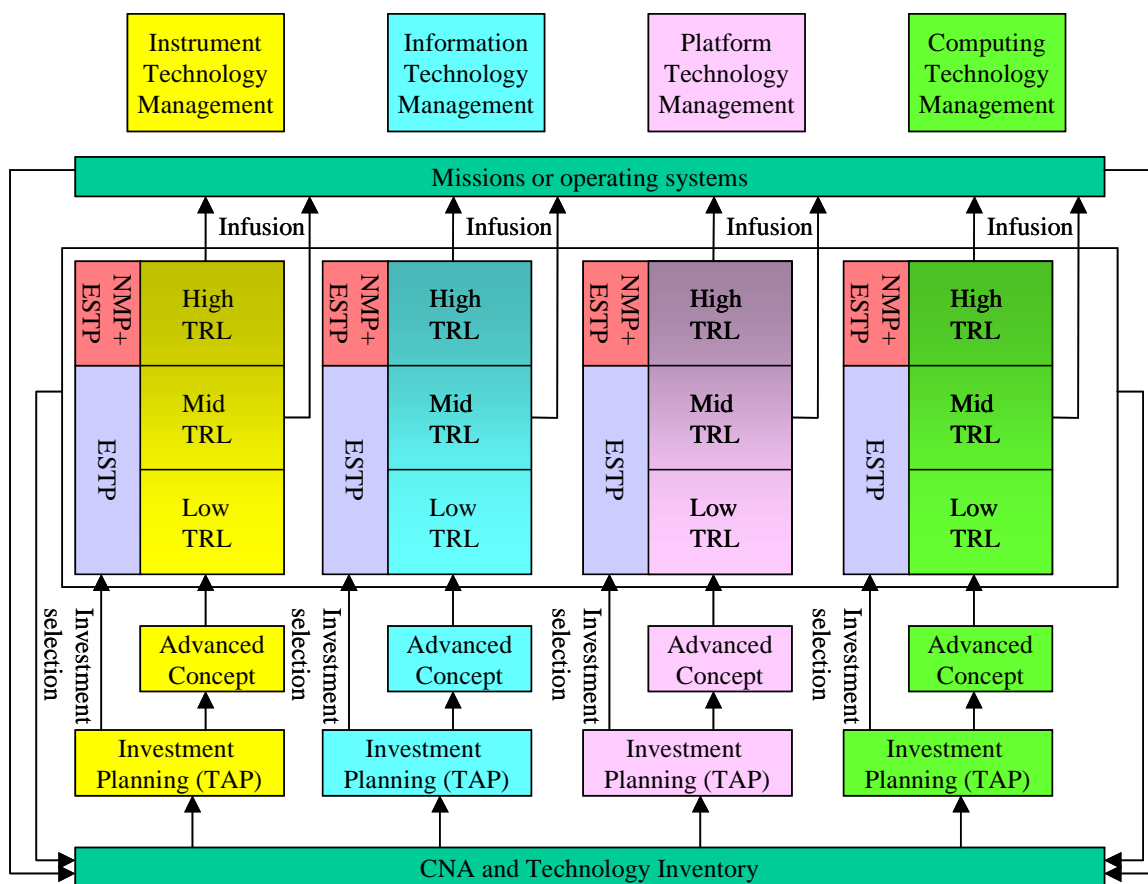 Instrument
Technology
Management
Information
Technology
Management
Platform
Technology
Management
Computing
Technology
Management
Missions or operating systems
Infusion
Infusion
Infusion
Infusion
NMP+
ESTP
High
TRL
NMP+
ESTP
High
TRL
NMP+
ESTP
High
TRL
NMP+
ESTP
High
TRL
ESTP
Mid
TRL
ESTP
Mid
TRL
ESTP
Mid
TRL
ESTP
Mid
TRL
Low
TRL
Low
TRL
Low
TRL
Low
TRL
Investment
selection
Advanced
Concept
Investment
selection
Advanced
Concept
Investment
selection
Advanced
Concept
Investment
selection
Advanced
Concept
Investment
Planning (TAP)
Investment
Planning (TAP)
Investment
Planning (TAP)
Investment
Planning (TAP)
CNA and Technology Inventory